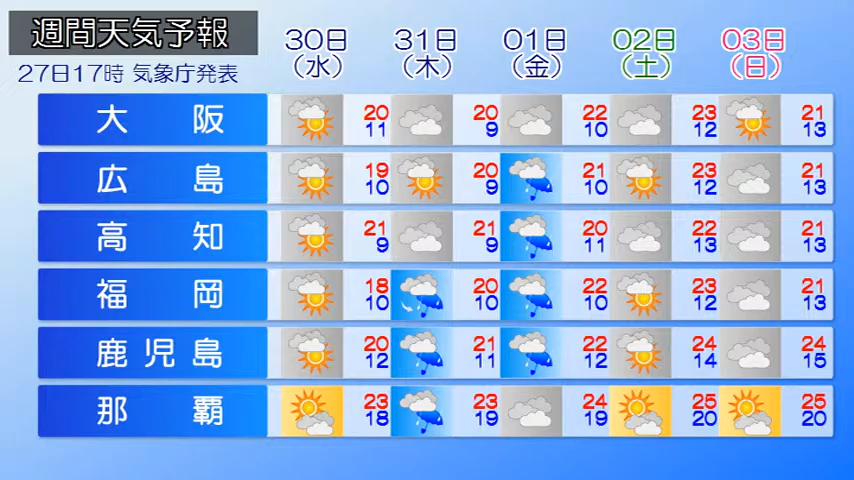 週間天気予報
27日17時 気象庁発表
30日 31日 01日 02日 03日
(水) (木) (金) (土) (日)
大阪 20 11 20 9 22 10 23 12 21 13
広島 19 10 20 9 21 10 23 12 21 13
高知 21 9 21 9 20 11 22 13 21 13
福岡 18 10 20 10 22 10 23 12 21 13
鹿児島 20 12 21 11 22 12 24 14 24 15
那覇 23 18 23 19 24 19 25 20 25 20